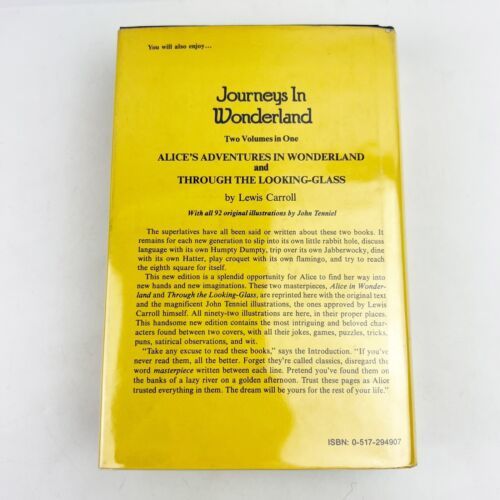 You will also enjoy...
Journeys In
Wonderland
Two Volumes in One
ALICE'S ADVENTURES IN WONDERLAND
and
THROUGH THE LOOKING-GLASS
by Lewis Carroll
With all 92 original illustrations by John Tenniel
The superlatives have all been said or written about these two books. It
remains for each new generation to slip into its own little rabbit hole, discuss
language with its own Humpty Dumpty, trip over its own Jabberwocky, dine
with its own Hatter, play croquet with its own flamingo, and try to reach
the eighth square for itself.
This new edition is a splendid opportunity for Alice to find her way into
new hands and new imaginations. These two masterpieces, Alice in Wonder-
land and Through the Looking-Glass, are reprinted here with the original text
and the magnificent John Tenniel illustrations, the ones approved by Lewis
Carroll himself. All ninety-two illustrations are here, in their proper places.
This handsome new edition contains the most intriguing and beloved char-
acters found between two covers, with all their jokes, games, puzzles, tricks,
puns, satirical observations, and wit.
"Take any excuse to read these books," says the Introduction. "If you've
never read them, all the better. Forget they're called classics, disregard the
word masterpiece written between each line. Pretend you've found them on
the banks of a lazy river on a golden afternoon. Trust these pages as Alice
trusted everything in them. The dream will be yours for the rest of your life."
ISBN: 0-517-294907